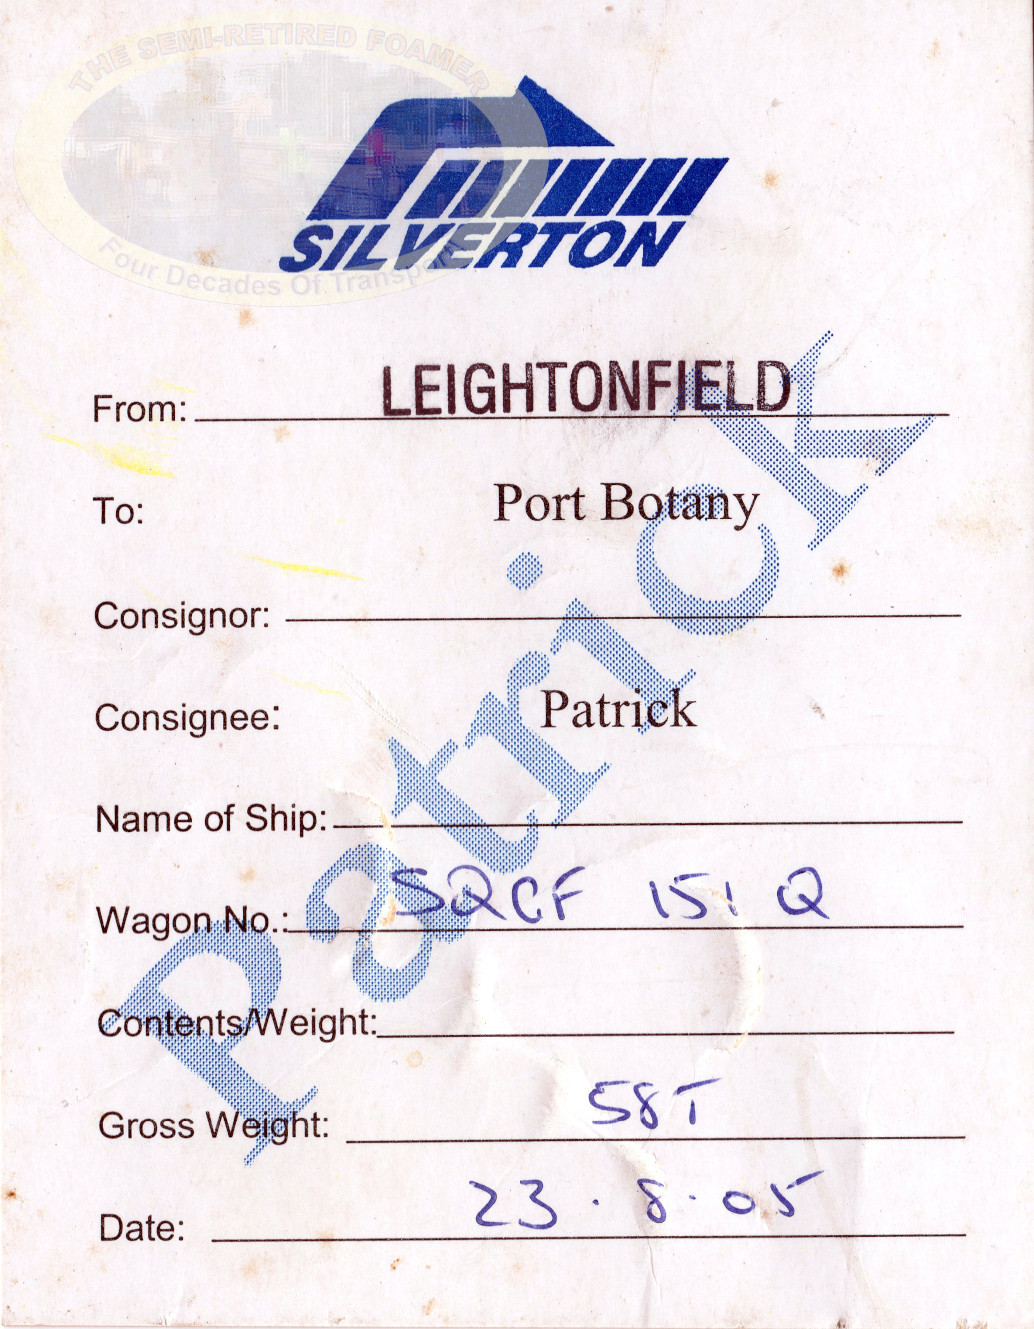 THE SEMI-RETIRED FOAMER
Four Decades Of Transport
SILVERTON
From: LEIGHTONFIELD
To: Port Botany
Consignor:
Consignee: Patrick
Name of Ship:
Wagon No.: SQCF 151 Q
Contents/Weight:
Gross Weight: 58T
Date: 23.8.05
Patrick